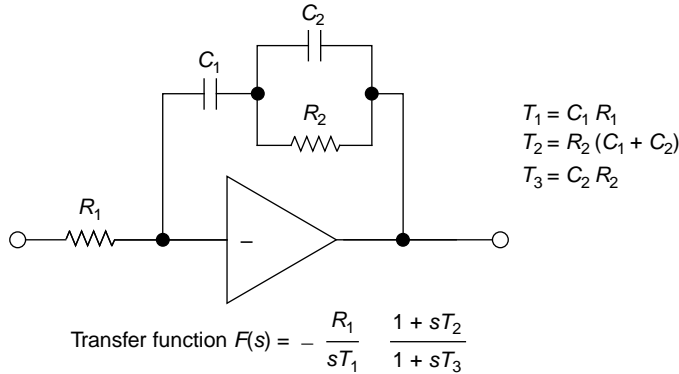 C₂
C₁
R₂
T₁ = C₁ R₁
T₂ = R₂ (C₁ + C₂)
T₃ = C₂ R₂
R₁
–
Transfer function F(s) = – R₁/sT₁ (1 + sT₂)/(1 + sT₃)